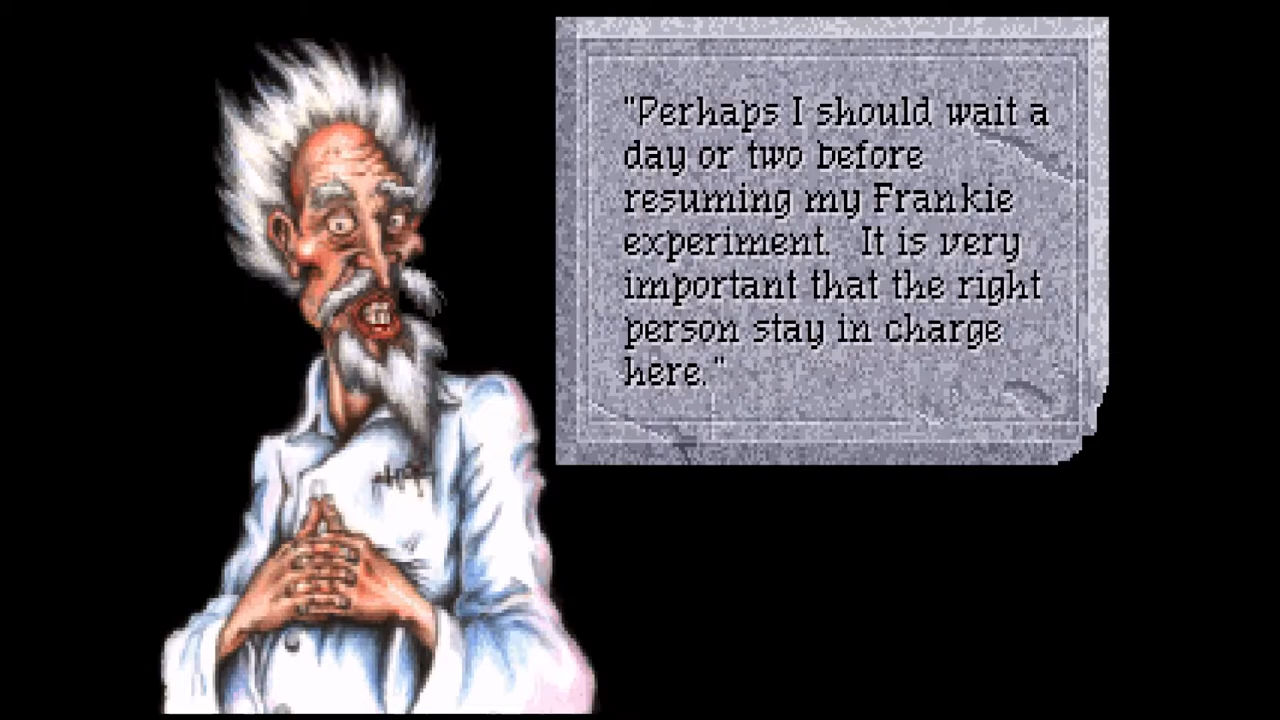 "Perhaps I should wait a
day or two before
resuming my Frankie
experiment.  It is very
important that the right
person stay in charge
here."